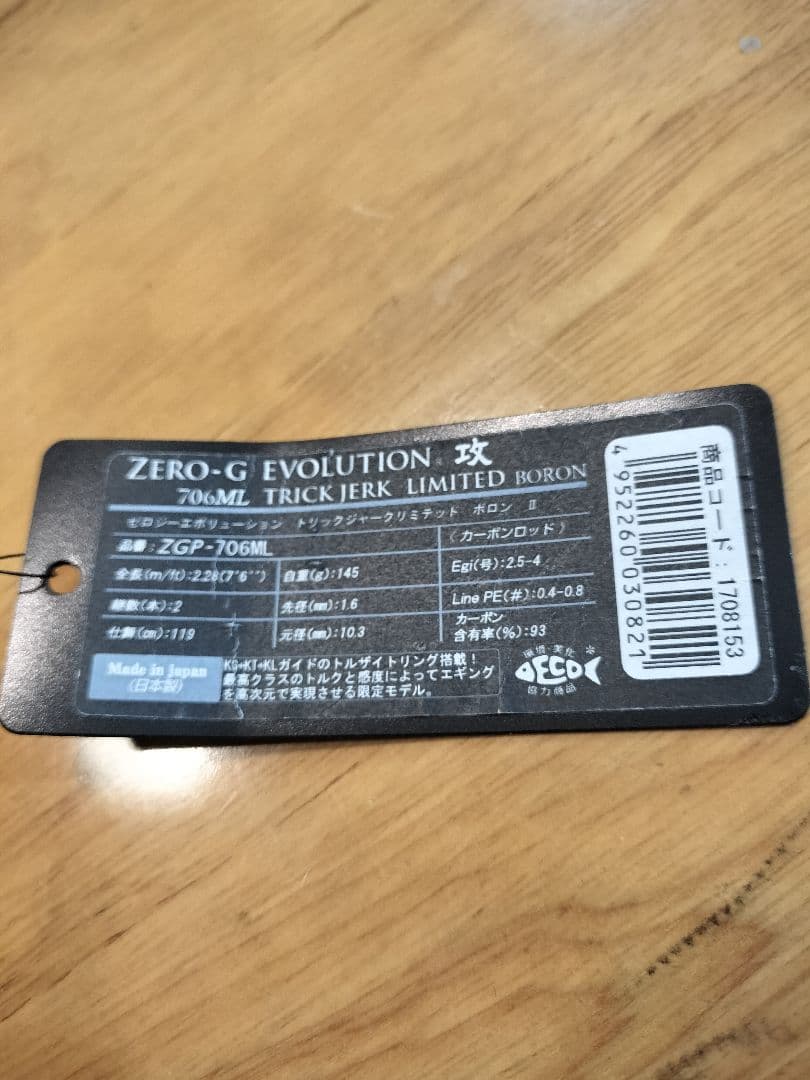 ZERO-G EVOLUTION 攻
706ML TRICK JERK LIMITED BORON
ゼロジーエボリューション トリックジャークリミテッド ボロン Ⅱ
品番:ZGP-706ML
〈カーボンロッド〉
全長(m/ft):2.28(7'6'') 自重(g):145 Egi(号):2.5-4
継数(本):2 先径(mm):1.6 Line PE(#):0.4-0.8
仕舞(cm):119 元径(mm):10.3 カーボン
含有率(%):93
Made in japan
(日本製)
KG+KT+KLガイドのトルザイトリング搭載!
最高クラスのトルクと感度によってエギング
を高次元で実現させる限定モデル。
環境・美化
DECO
協力商品
商品コード:1708153
4 952260 030821